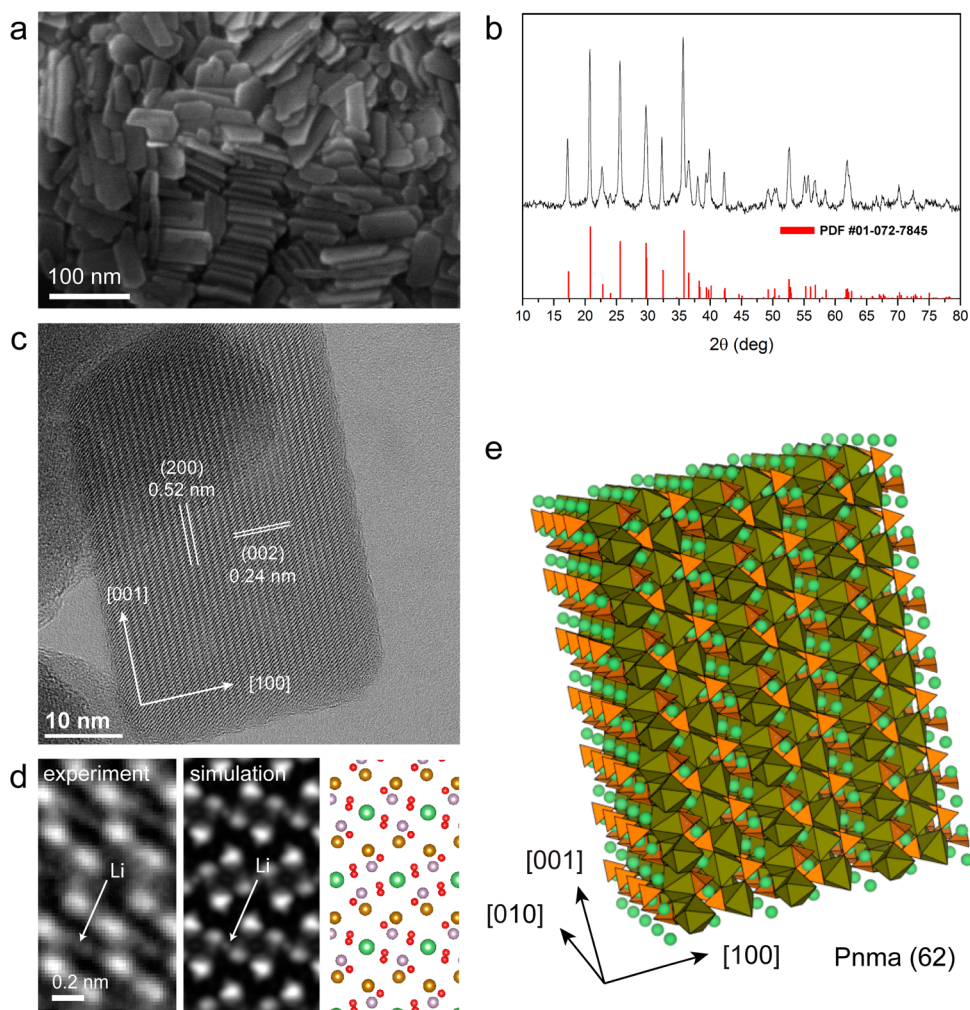 a
100 nm
b
PDF #01-072-7845
10 15 20 25 30 35 40 45 50 55 60 65 70 75 80
2θ (deg)
c
(200)
0.52 nm
(002)
0.24 nm
[001]
[100]
10 nm
d
experiment
Li
0.2 nm
simulation
Li
e
[001]
[010]
[100]
Pnma (62)